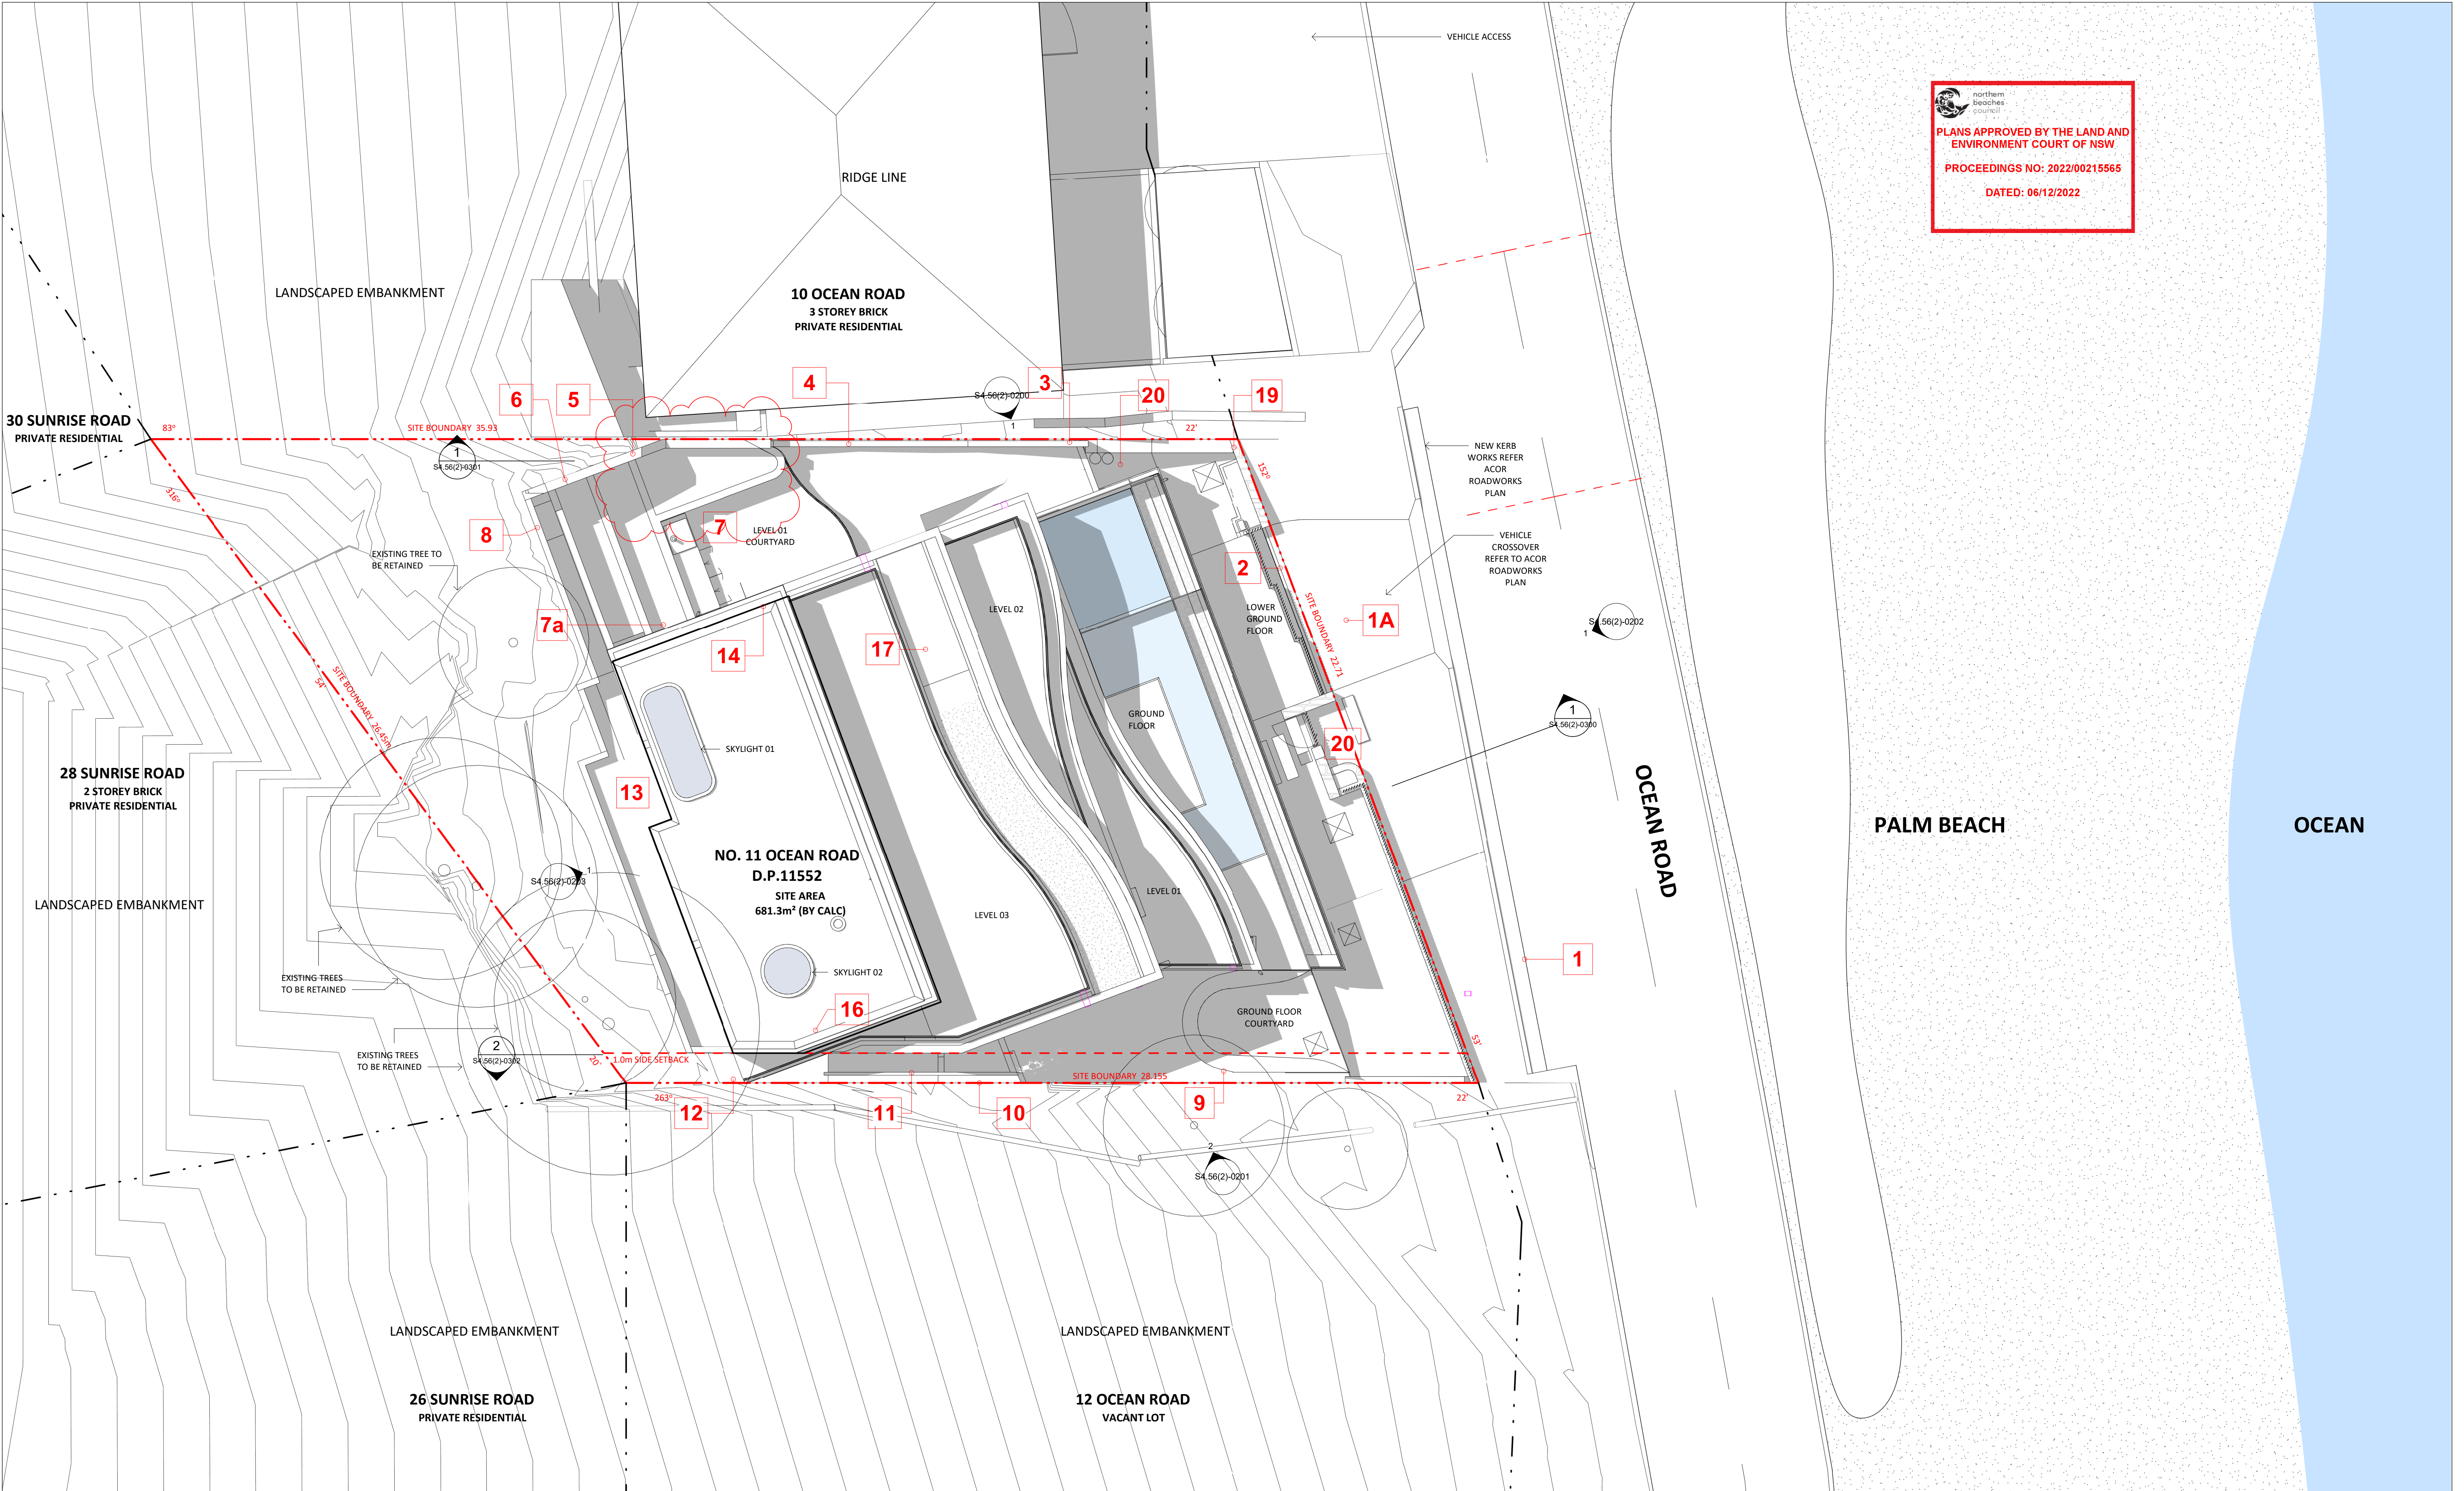 VEHICLE ACCESS
northern
beaches
council
PLANS APPROVED BY THE LAND AND
ENVIRONMENT COURT OF NSW
PROCEEDINGS NO: 2022/00215565
DATED: 06/12/2022
RIDGE LINE
LANDSCAPED EMBANKMENT
10 OCEAN ROAD
3 STOREY BRICK
PRIVATE RESIDENTIAL
6
5
4
3
20
19
S4.56(2)-0200
1
30 SUNRISE ROAD
PRIVATE RESIDENTIAL
83°
SITE BOUNDARY 35.93
22'
152°
1
S4.56(2)-0301
NEW KERB
WORKS REFER
ACOR
ROADWORKS
PLAN
316°
8
7
LEVEL 01
COURTYARD
EXISTING TREE TO
BE RETAINED
VEHICLE
CROSSOVER
REFER TO ACOR
ROADWORKS
PLAN
2
LEVEL 02
LOWER
GROUND
FLOOR
SITE BOUNDARY 22.71
1A
S4.56(2)-0202
1
7a
14
17
54'
SITE BOUNDARY 26.45m
GROUND
FLOOR
1
S4.56(2)-0300
SKYLIGHT 01
20
28 SUNRISE ROAD
2 STOREY BRICK
PRIVATE RESIDENTIAL
13
OCEAN ROAD
PALM BEACH
OCEAN
NO. 11 OCEAN ROAD
D.P.11552
SITE AREA
681.3m² (BY CALC)
S4.56(2)-0203
1
LEVEL 01
LANDSCAPED EMBANKMENT
LEVEL 03
1
SKYLIGHT 02
EXISTING TREES
TO BE RETAINED
16
GROUND FLOOR
COURTYARD
53'
2
S4.56(2)-0302
EXISTING TREES
TO BE RETAINED
20'
1.0m SIDE SETBACK
SITE BOUNDARY 28.155
263°
22'
12
11
10
9
2
S4.56(2)-0201
LANDSCAPED EMBANKMENT
LANDSCAPED EMBANKMENT
26 SUNRISE ROAD
PRIVATE RESIDENTIAL
12 OCEAN ROAD
VACANT LOT